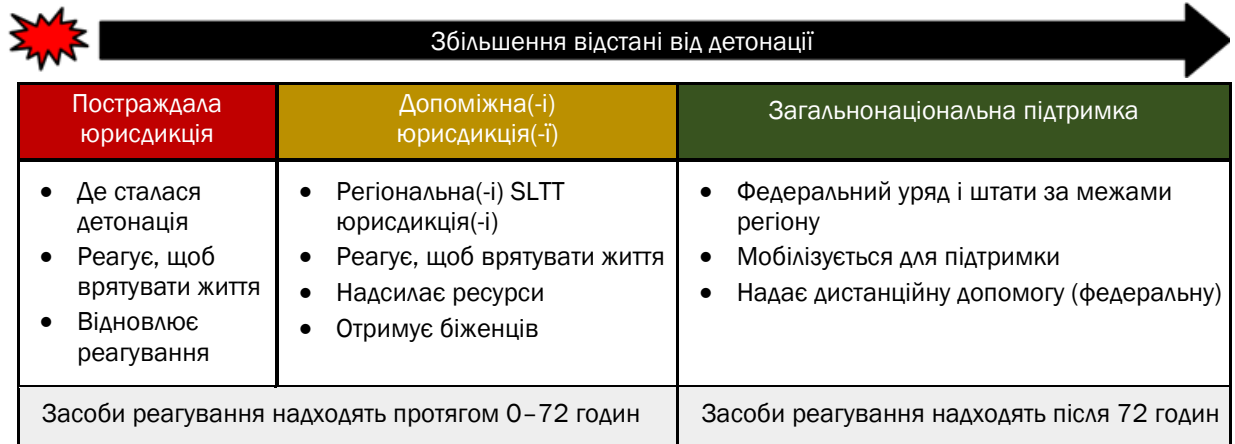 Збільшення відстані від детонації
Постраждала
юрисдикція
Допоміжна(-і)
юрисдикція(-ї)
Загальнонаціональна підтримка
• Де сталася
детонація
• Реагує, щоб
врятувати життя
• Відновлює
реагування
• Регіональна(-і) SLTT
юрисдикція(-і)
• Реагує, щоб врятувати життя
• Надсилає ресурси
• Отримує біженців
• Федеральний уряд і штати за межами
регіону
• Мобілізується для підтримки
• Надає дистанційну допомогу (федеральну)
Засоби реагування надходять протягом 0–72 годин
Засоби реагування надходять після 72 годин